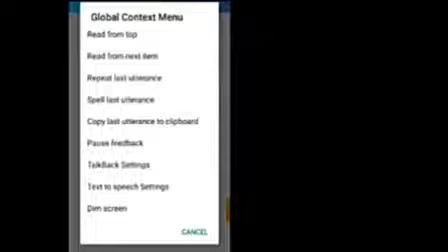 Global Context Menu
Read from top
Read from next item
Repeat last utterance
Spell last utterance
Copy last utterance to clipboard
Pause feedback
TalkBack Settings
Text to speech Settings
Dim screen
CANCEL